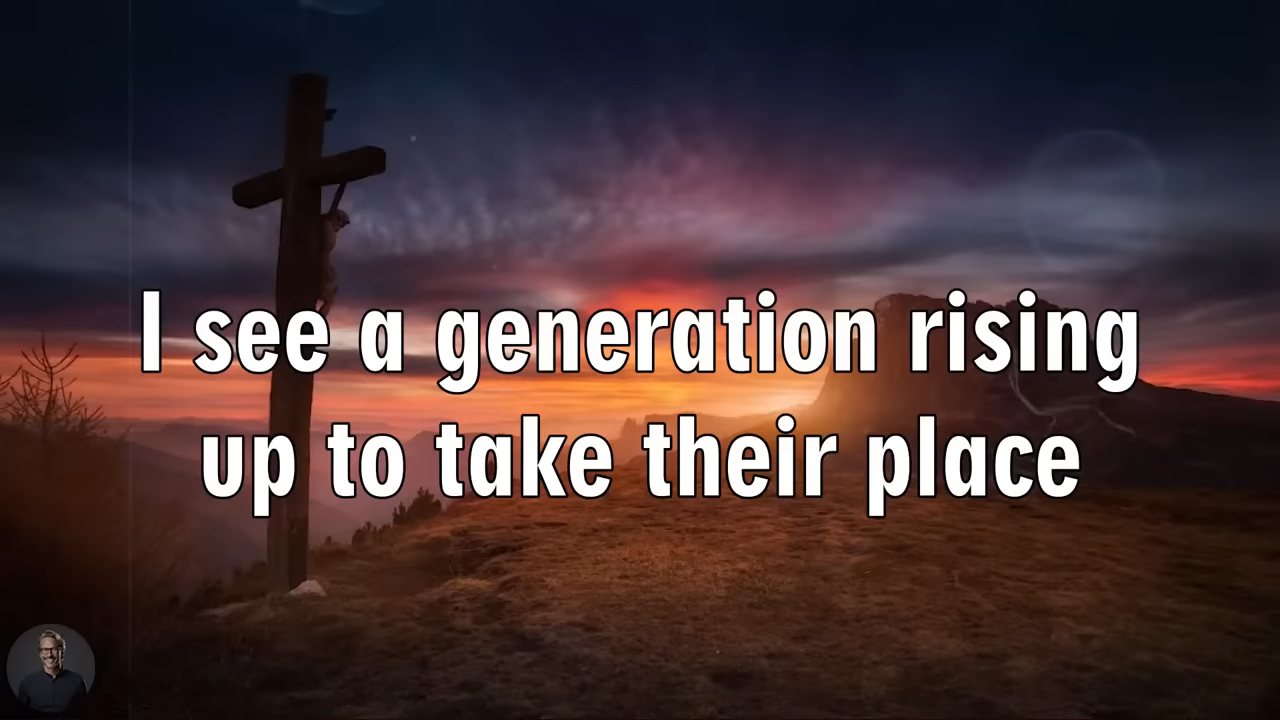 I see a generation rising
up to take their place